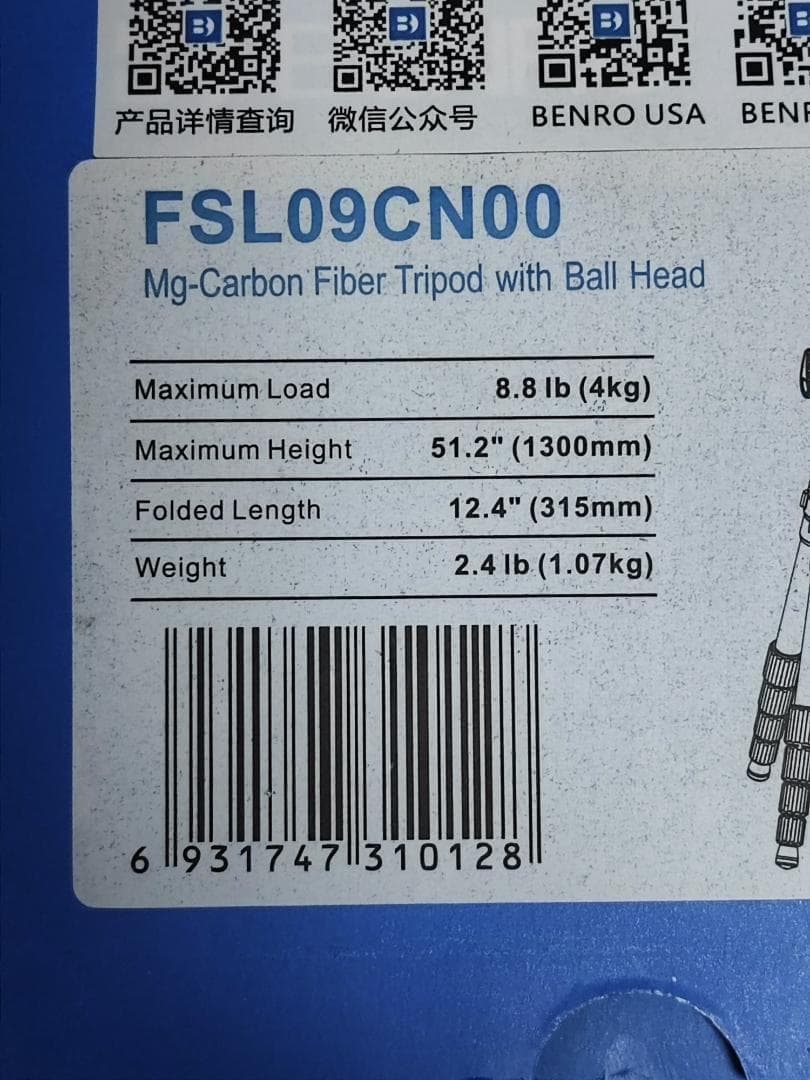 产品详情查询 微信公众号 BENRO USA BENR
FSL09CN00
Mg-Carbon Fiber Tripod with Ball Head
Maximum Load 8.8 lb (4kg)
Maximum Height 51.2" (1300mm)
Folded Length 12.4" (315mm)
Weight 2.4 lb (1.07kg)
6 931747 310128